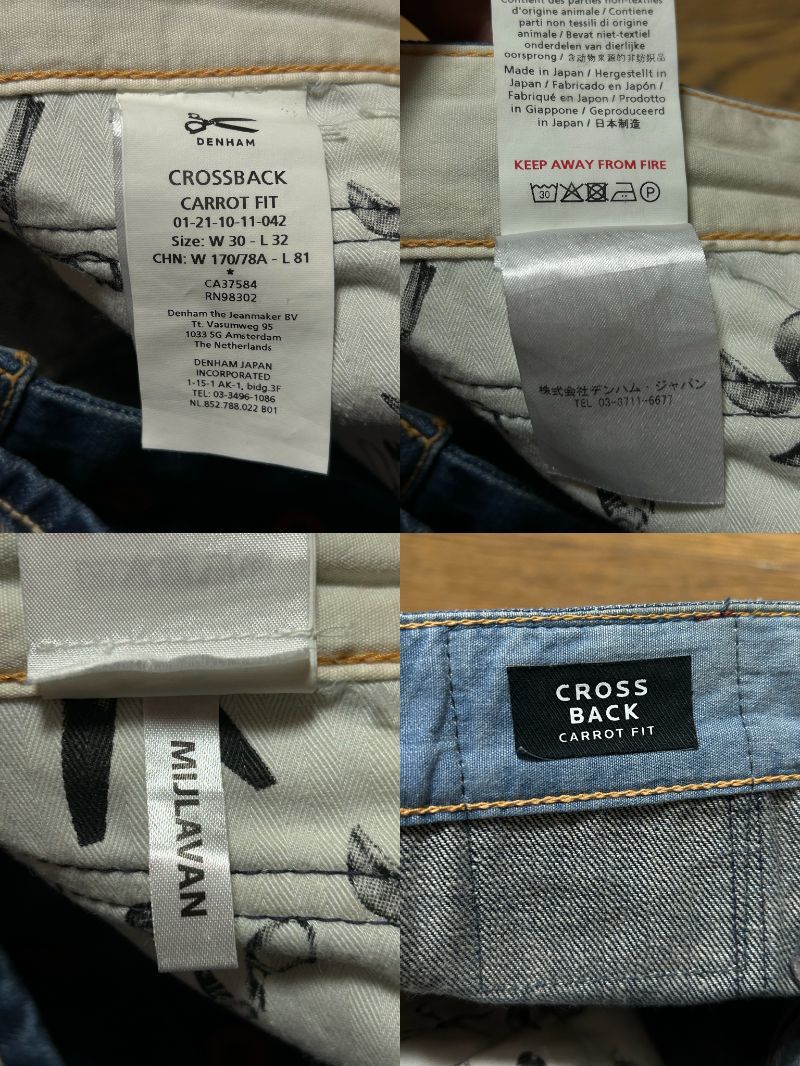 DENHAM
CROSSBACK
CARROT FIT
01-21-10-11-042
Size: W 30 - L 32
CHN: W 170/78A - L 81
*
CA37584
RN98302
Denham the Jeanmaker BV
Tt. Vasumweg 95
1033 SG Amsterdam
The Netherlands
DENHAM JAPAN
INCORPORATED
1-15-1 AK-1, bidg.3F
TEL: 03-3496-1086
NL.852.788.022 B01
Contient des parties non-textiles
d'origine animale / Contiene
parti non tessili di origine
animale / Bevat niet-textiel
onderdelen van dierlijke
oorsprong / 含动物来源的非纺织品
Made in Japan / Hergestellt in
Japan / Fabricado en Japón /
Fabriqué en Japon / Prodotto
in Giappone / Geproduceerd
in Japan / 日本制造
KEEP AWAY FROM FIRE
30 P
株式会社デンハム・ジャパン
TEL 03-3711-6677
MIJLAVAN
CROSS
BACK
CARROT FIT